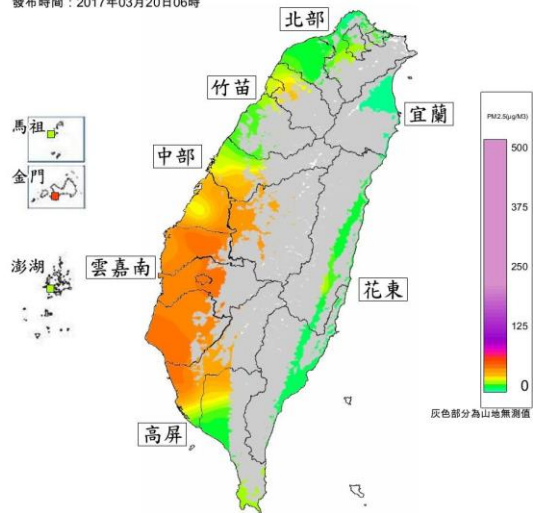 發布時間：2017年03月20日06時
北部
竹苗
宜蘭
馬祖
中部
金門
澎湖
雲嘉南
花東
高屏
PM2.5(μg/M3)
500
375
250
125
0
灰色部分為山地無測值